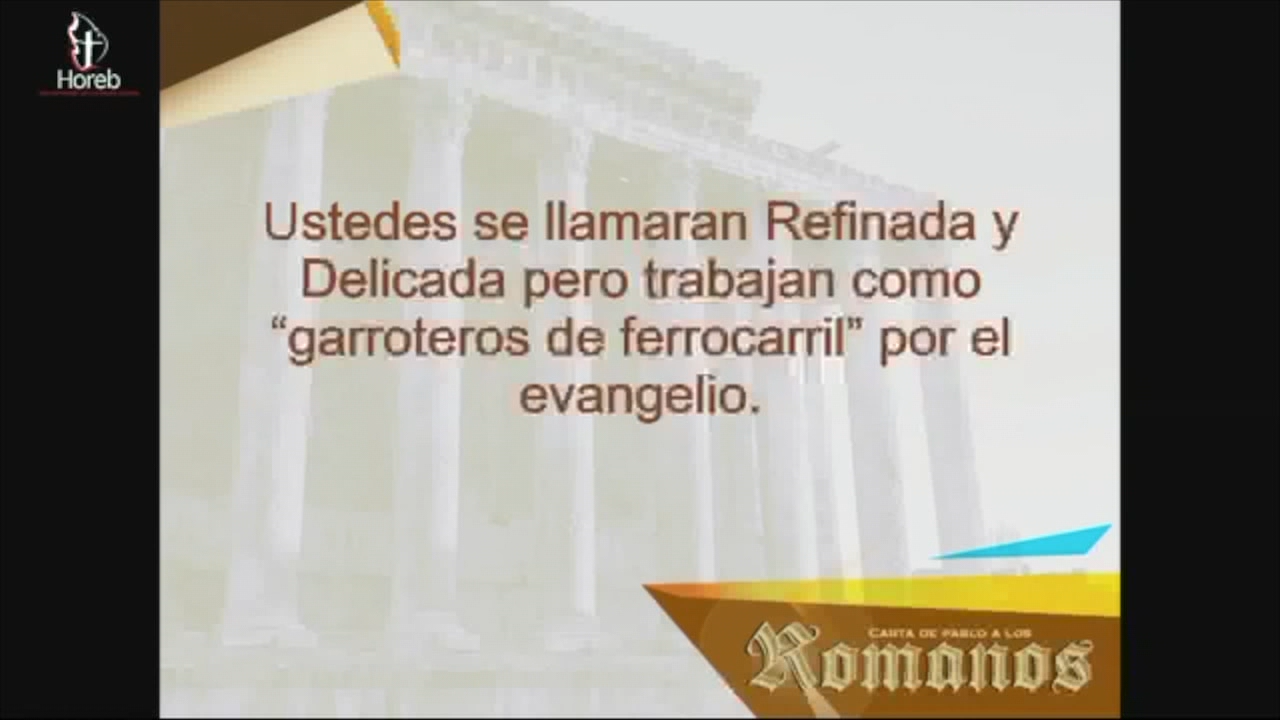 Horeb
Ustedes se llamaran Refinada y
Delicada pero trabajan como
“garroteros de ferrocarril” por el
evangelio.
CARTA DE PABLO A LOS
Romanos